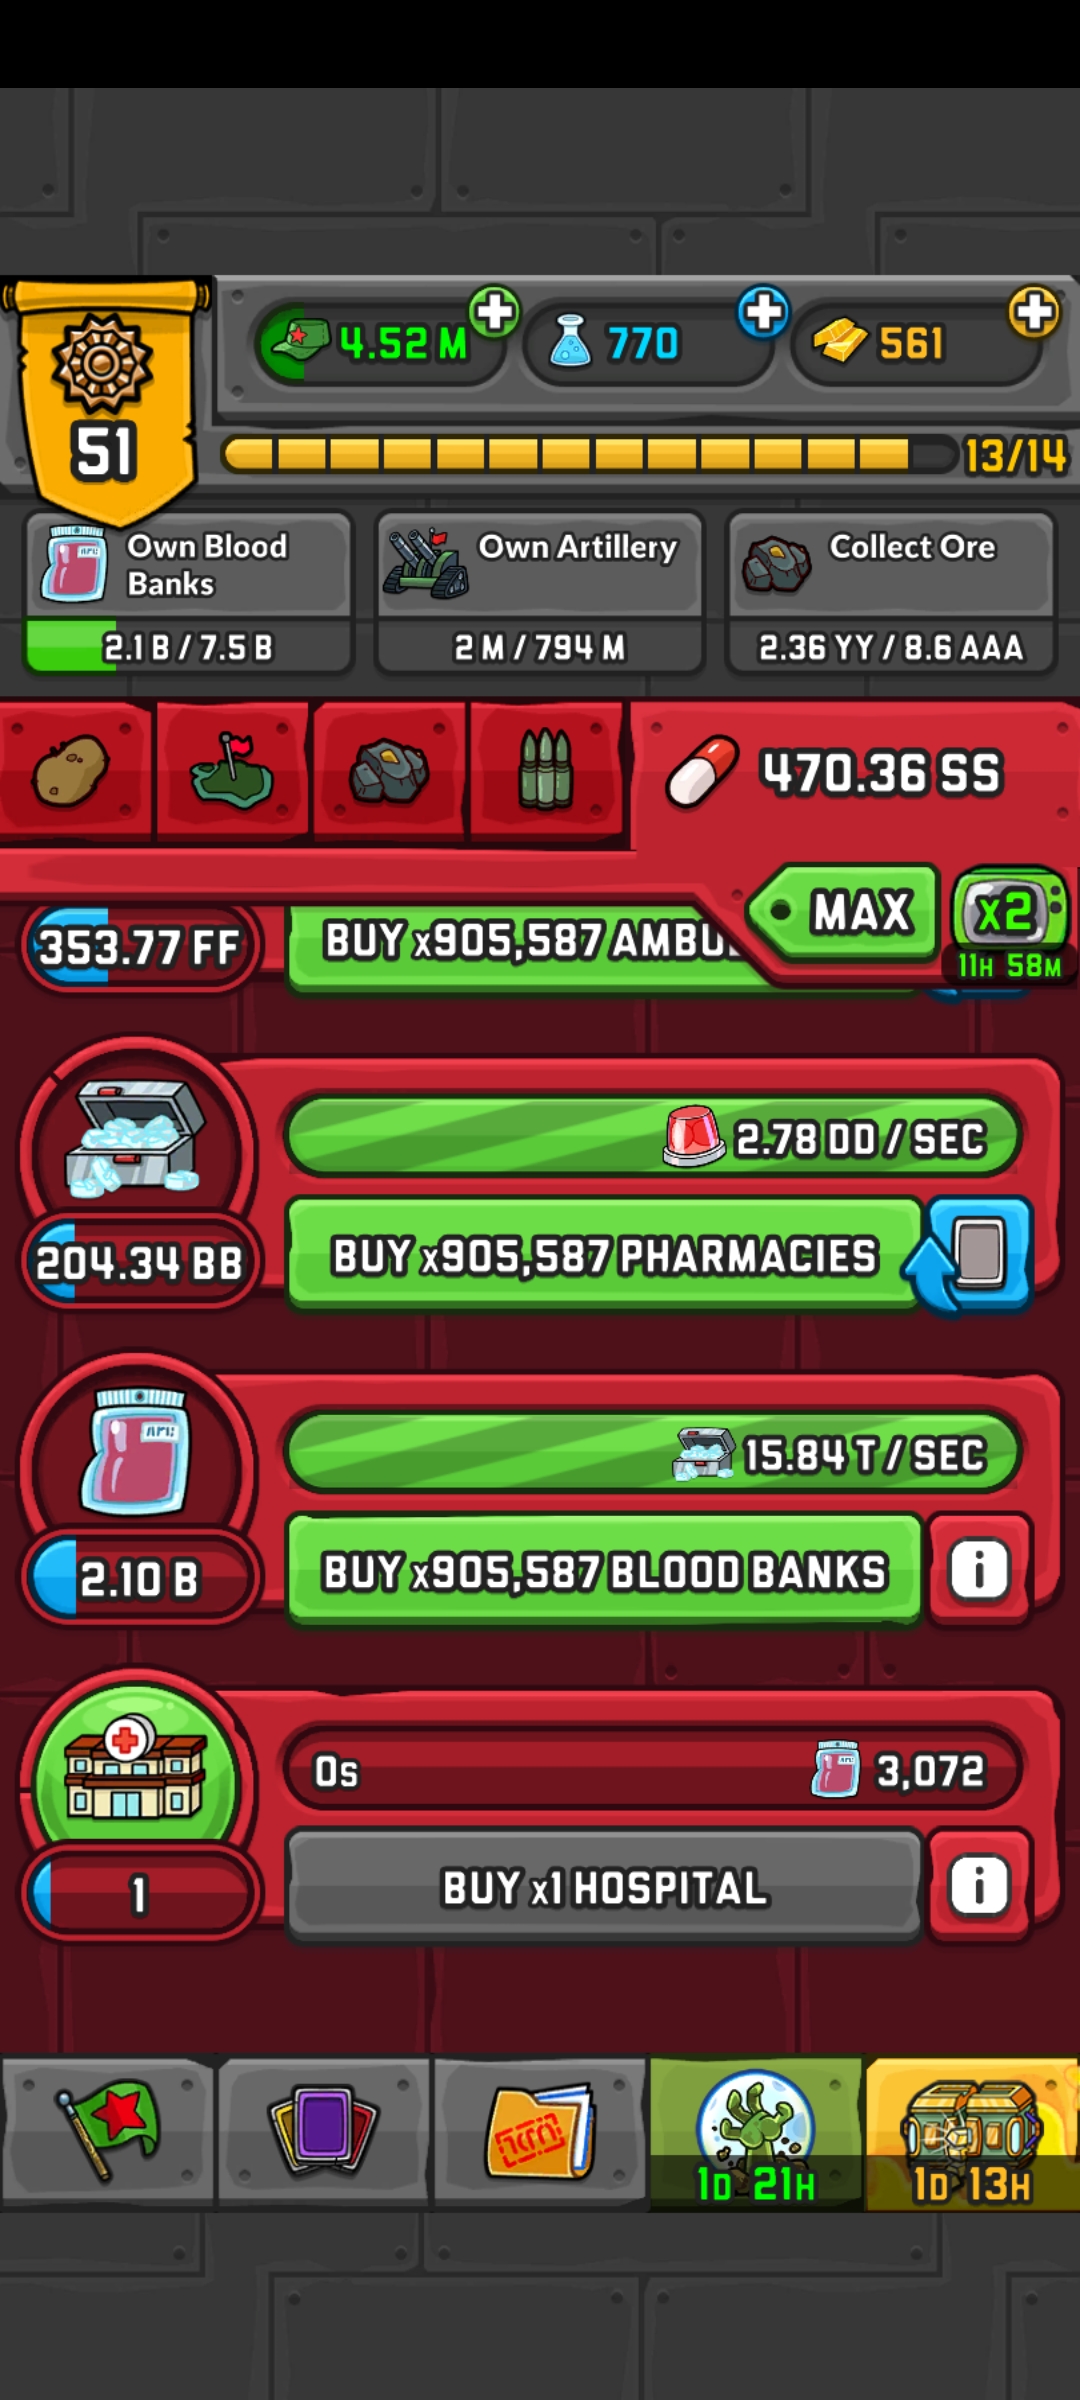 4.52 M
770
561
51
13/14
Own Blood
Banks
2.1 B / 7.5 B
Own Artillery
2 M / 794 M
Collect Ore
2.36 YY / 8.6 AAA
470.36 SS
MAX
x2
11H 58M
353.77 FF
BUY x905,587 AMBU
2.78 DD / SEC
204.34 BB
BUY x905,587 PHARMACIES
15.84 T / SEC
2.10 B
BUY x905,587 BLOOD BANKS
i
0s
3,072
1
BUY x1 HOSPITAL
i
1D 21H
1D 13H